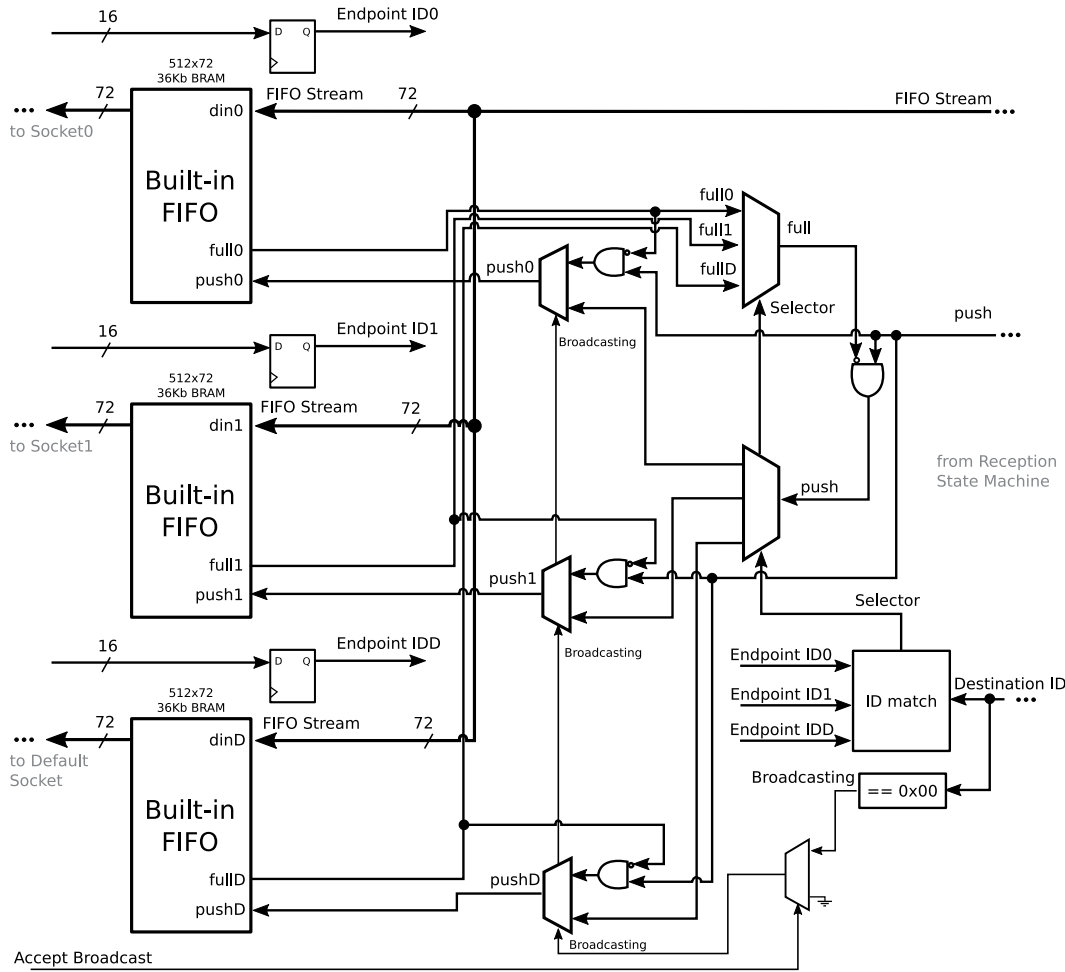 16
Endpoint ID0
D Q
512x72
36Kb BRAM
72
din0
FIFO Stream
72
FIFO Stream
...
to Socket0
Built-in
FIFO
full0
push0
push0
full0
full1
fullD
full
Selector
push
Broadcasting
16
Endpoint ID1
D Q
512x72
36Kb BRAM
72
din1
FIFO Stream
72
to Socket1
Built-in
FIFO
full1
push1
push1
push
from Reception
State Machine
Selector
Broadcasting
16
Endpoint IDD
D Q
512x72
36Kb BRAM
72
dinD
FIFO Stream
72
to Default
Socket
Endpoint ID0
Endpoint ID1
Endpoint IDD
ID match
Destination ID
Broadcasting
== 0x00
Built-in
FIFO
fullD
pushD
pushD
Broadcasting
Accept Broadcast